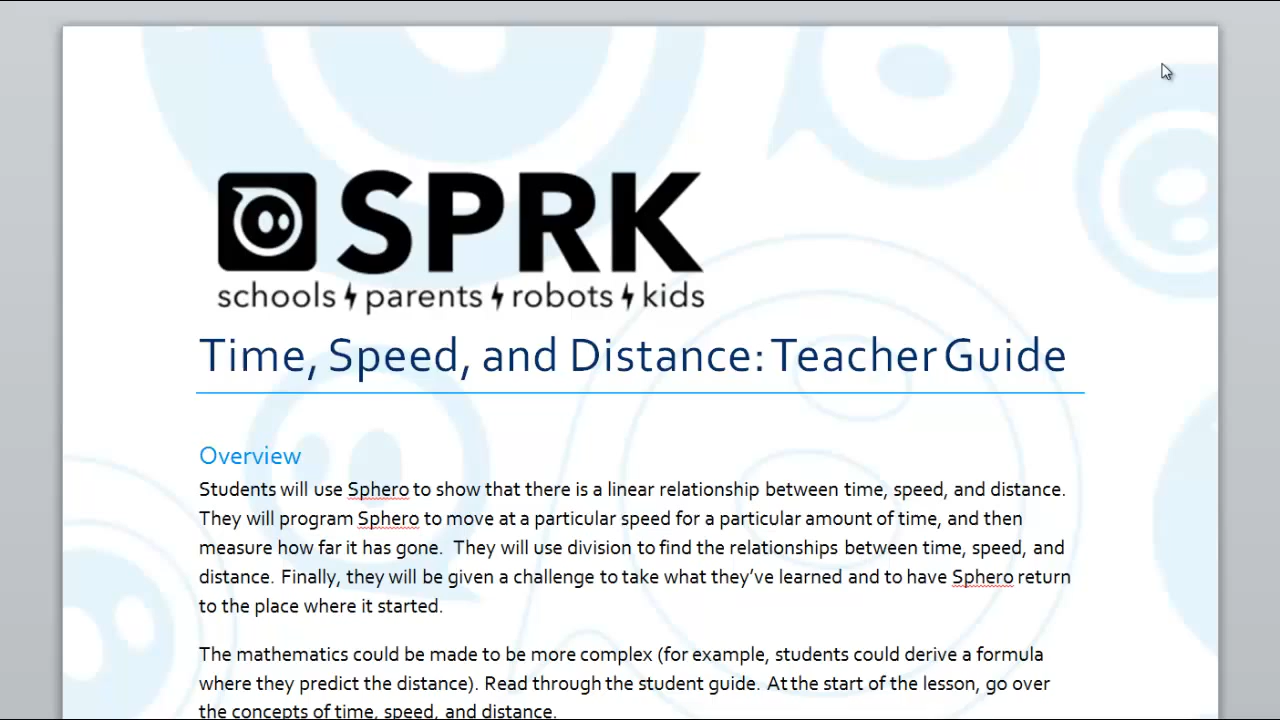 SPRK
schools parents robots kids
Time, Speed, and Distance: Teacher Guide
Overview
Students will use Sphero to show that there is a linear relationship between time, speed, and distance.
They will program Sphero to move at a particular speed for a particular amount of time, and then
measure how far it has gone.  They will use division to find the relationships between time, speed, and
distance. Finally, they will be given a challenge to take what they’ve learned and to have Sphero return
to the place where it started.
The mathematics could be made to be more complex (for example, students could derive a formula
where they predict the distance). Read through the student guide. At the start of the lesson, go over
the concepts of time, speed, and distance.